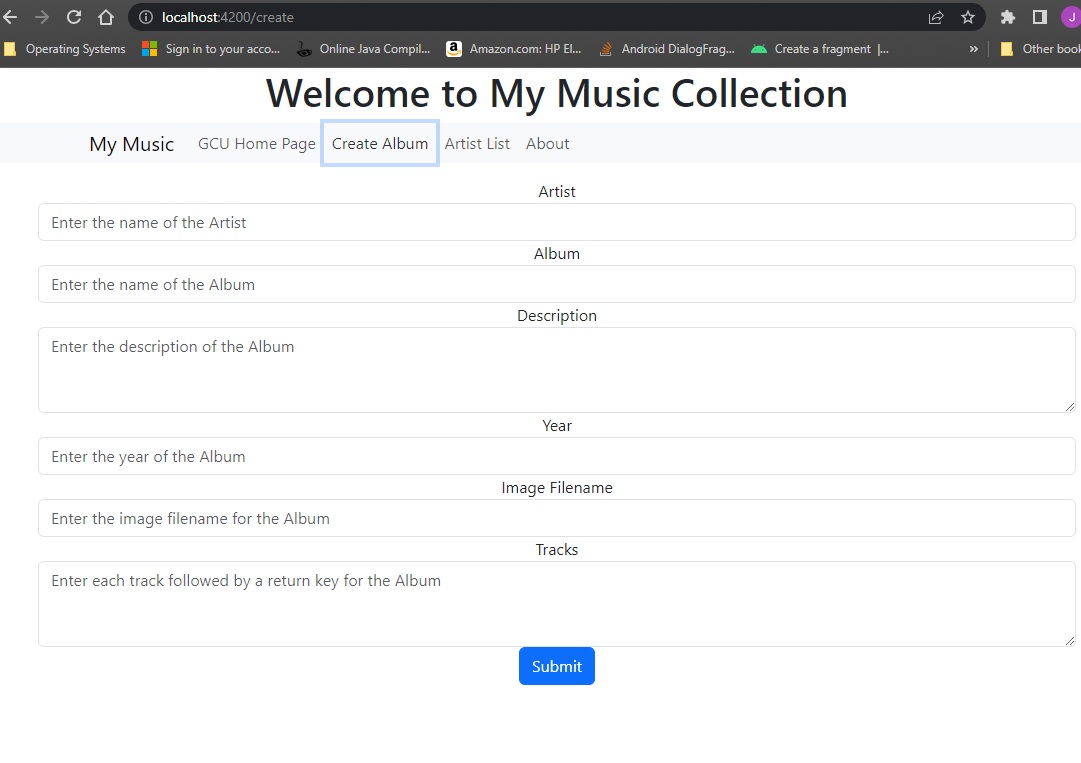 localhost:4200/create
J
Operating Systems Sign in to your acco... Online Java Compil... a Amazon.com: HP El... Android DialogFrag... Create a fragment |... » Other book
Welcome to My Music Collection
My Music GCU Home Page Create Album Artist List About
Artist
Enter the name of the Artist
Album
Enter the name of the Album
Description
Enter the description of the Album
Year
Enter the year of the Album
Image Filename
Enter the image filename for the Album
Tracks
Enter each track followed by a return key for the Album
Submit